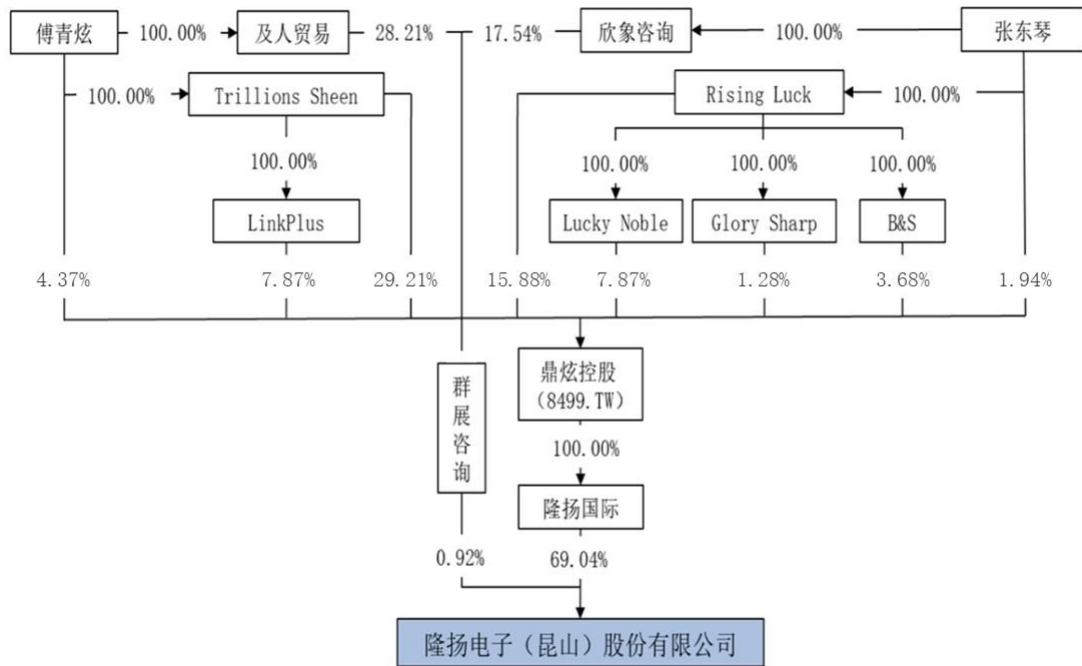 傅青炫
100.00%
及人贸易
28.21%
17.54%
欣象咨询
100.00%
张东琴
100.00%
Trillions Sheen
Rising Luck
100.00%
100.00%
100.00%
100.00%
100.00%
LinkPlus
Lucky Noble
Glory Sharp
B&S
4.37%
7.87%
29.21%
15.88%
7.87%
1.28%
3.68%
1.94%
群展咨询
鼎炫控股
(8499.TW)
100.00%
隆扬国际
0.92%
69.04%
隆扬电子（昆山）股份有限公司